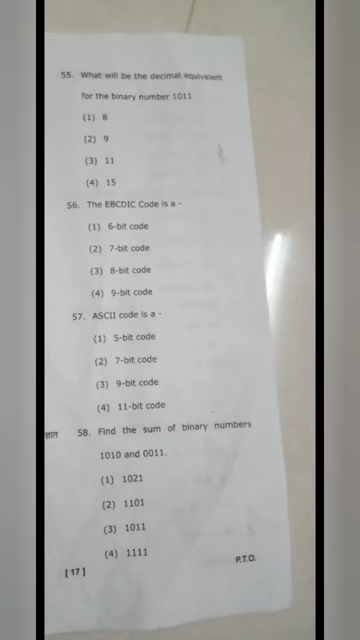 55. What will be the decimal equivalent
for the binary number 1011
(1) 8
(2) 9
(3) 11
(4) 15
56. The EBCDIC Code is a -
(1) 6-bit code
(2) 7-bit code
(3) 8-bit code
(4) 9-bit code
57. ASCII code is a -
(1) 5-bit code
(2) 7-bit code
(3) 9-bit code
(4) 11-bit code
ज्ञात
58. Find the sum of binary numbers
1010 and 0011.
(1) 1021
(2) 1101
(3) 1011
(4) 1111
[17]
P.T.O.